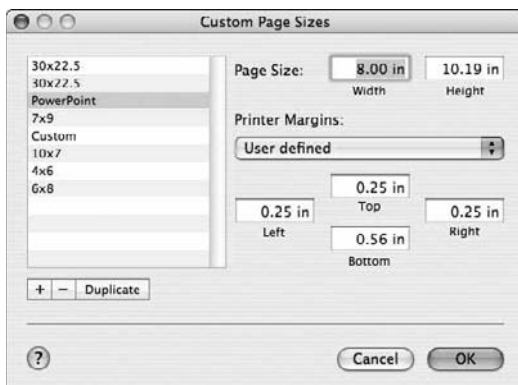 Custom Page Sizes
30x22.5
30x22.5
PowerPoint
7x9
Custom
10x7
4x6
6x8
+ − Duplicate
Page Size:
8.00 in
10.19 in
Width
Height
Printer Margins:
User defined
0.25 in
Top
0.25 in
Left
0.25 in
Right
0.56 in
Bottom
?
Cancel
OK